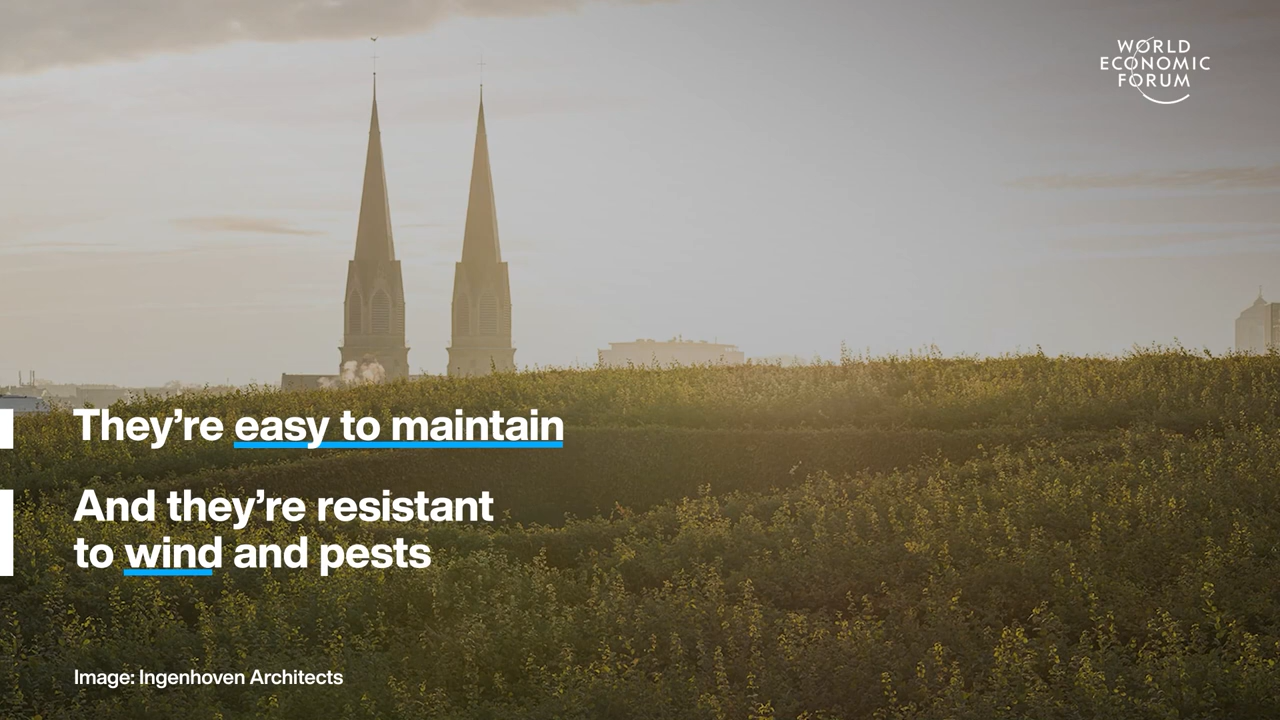 WORLD
ECONOMIC
FORUM
They're easy to maintain
And they're resistant
to wind and pests
Image: Ingenhoven Architects